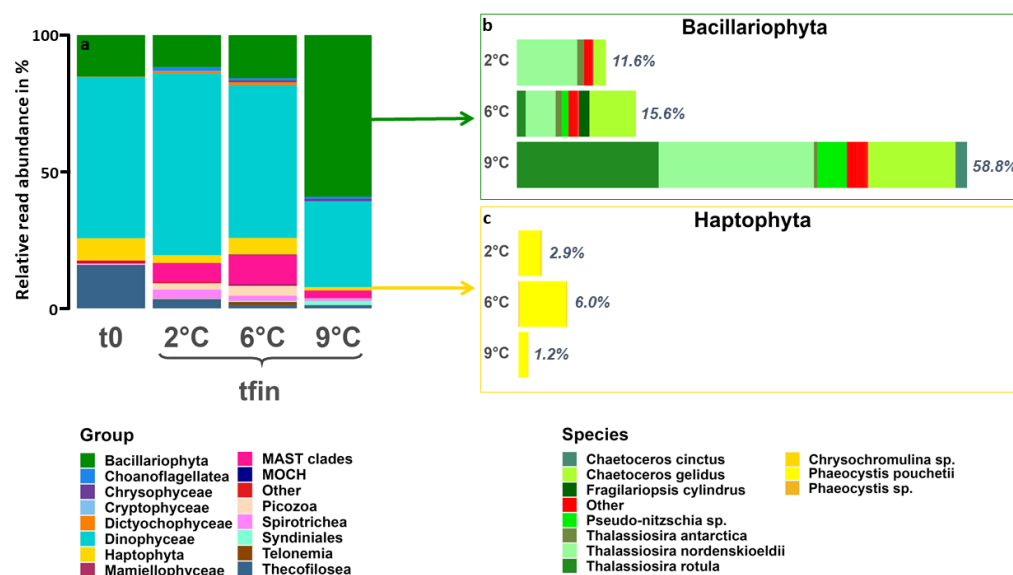 a
100
50
0
Relative read abundance in %
t0
2°C
6°C
9°C
tfin
b
Bacillariophyta
2°C
11.6%
6°C
15.6%
9°C
58.8%
c
Haptophyta
2°C
2.9%
6°C
6.0%
9°C
1.2%
Group
Bacillariophyta
Choanoflagellatea
Chrysophyceae
Cryptophyceae
Dictyochophyceae
Dinophyceae
Haptophyta
Mamiellophyceae
MAST clades
MOCH
Other
Picozoa
Spirotrichea
Syndiniales
Telonemia
Thecofilosea
Species
Chaetoceros cinctus
Chaetoceros gelidus
Fragilariopsis cylindrus
Other
Pseudo-nitzschia sp.
Thalassiosira antarctica
Thalassiosira nordenskioeldii
Thalassiosira rotula
Chrysochromulina sp.
Phaeocystis pouchetii
Phaeocystis sp.